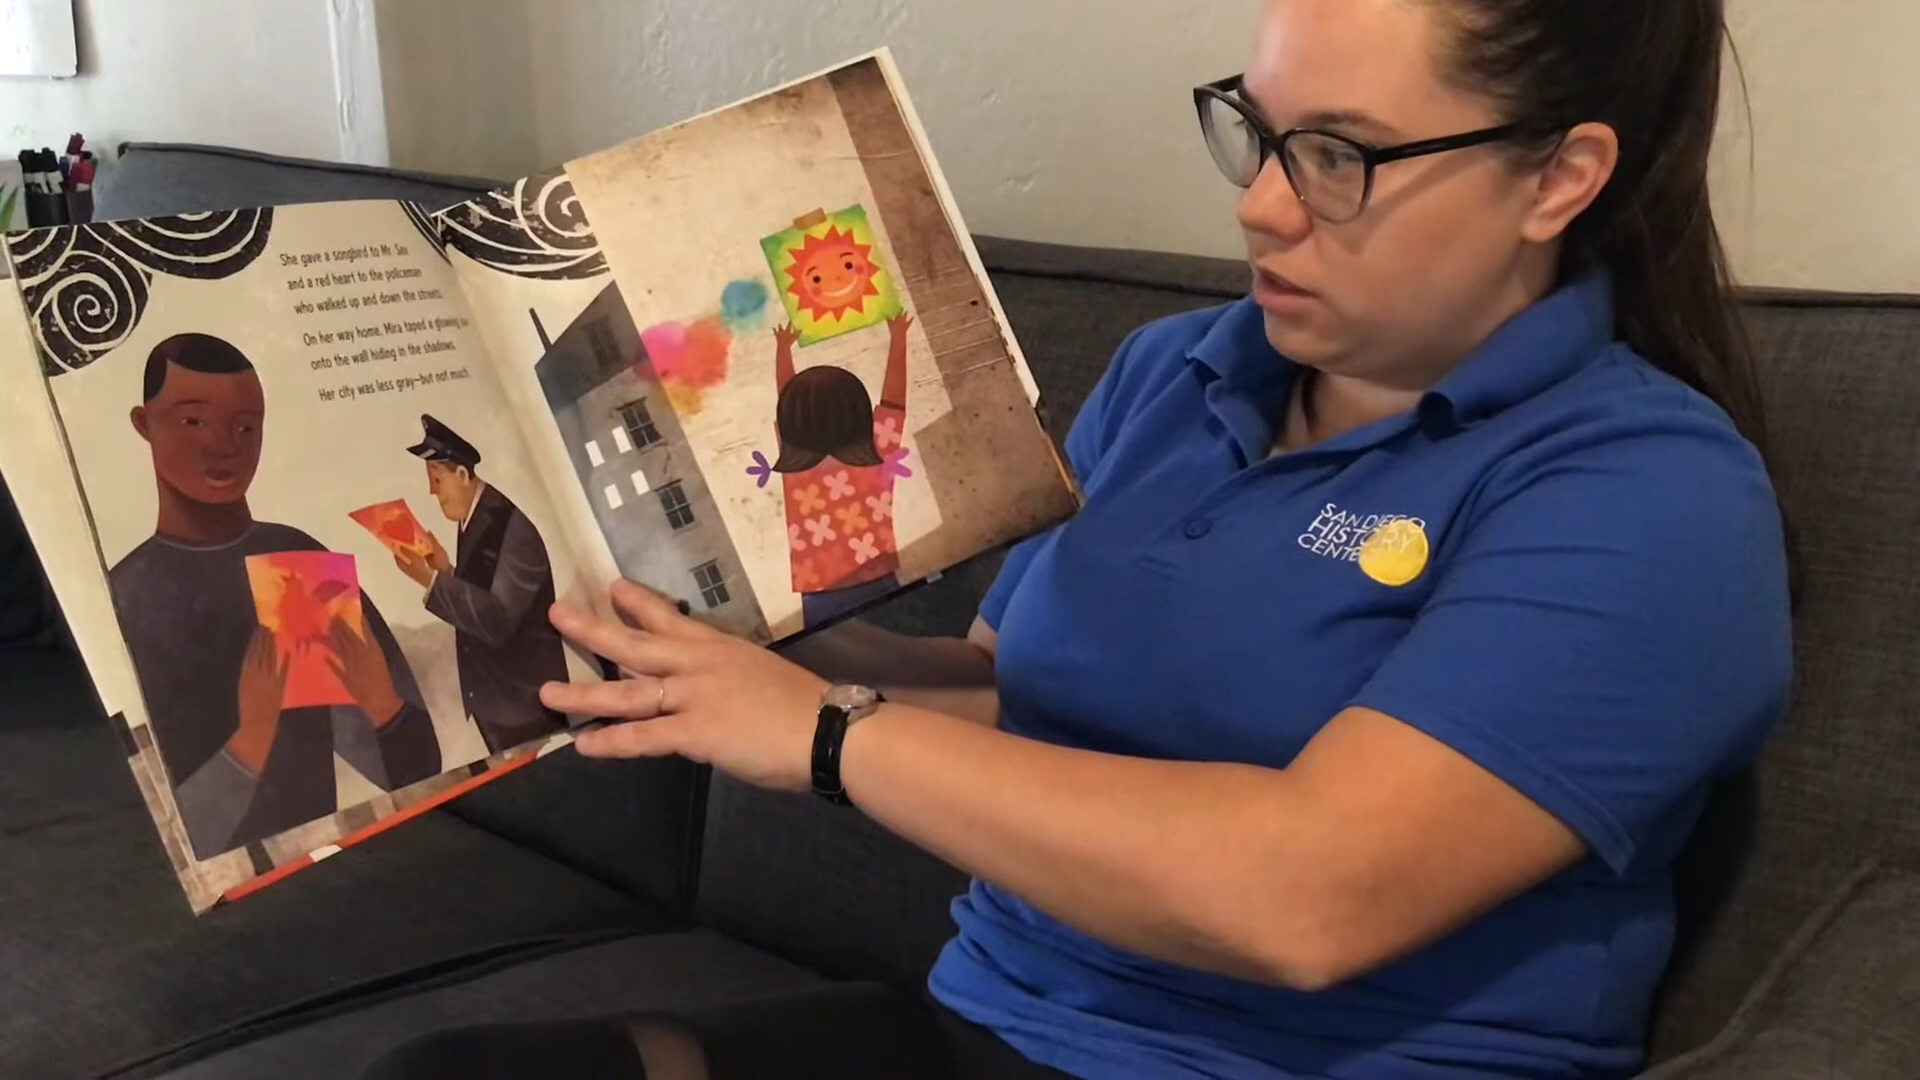 She gave a songbird to Mr. Sax
and a red heart to the policeman
who walked up and down the streets.
On her way home, Mira taped a glowing
onto the wall hiding in the shadows.
Her city was less gray—but not much.
SAN DIEGO
HISTORY
CENTER